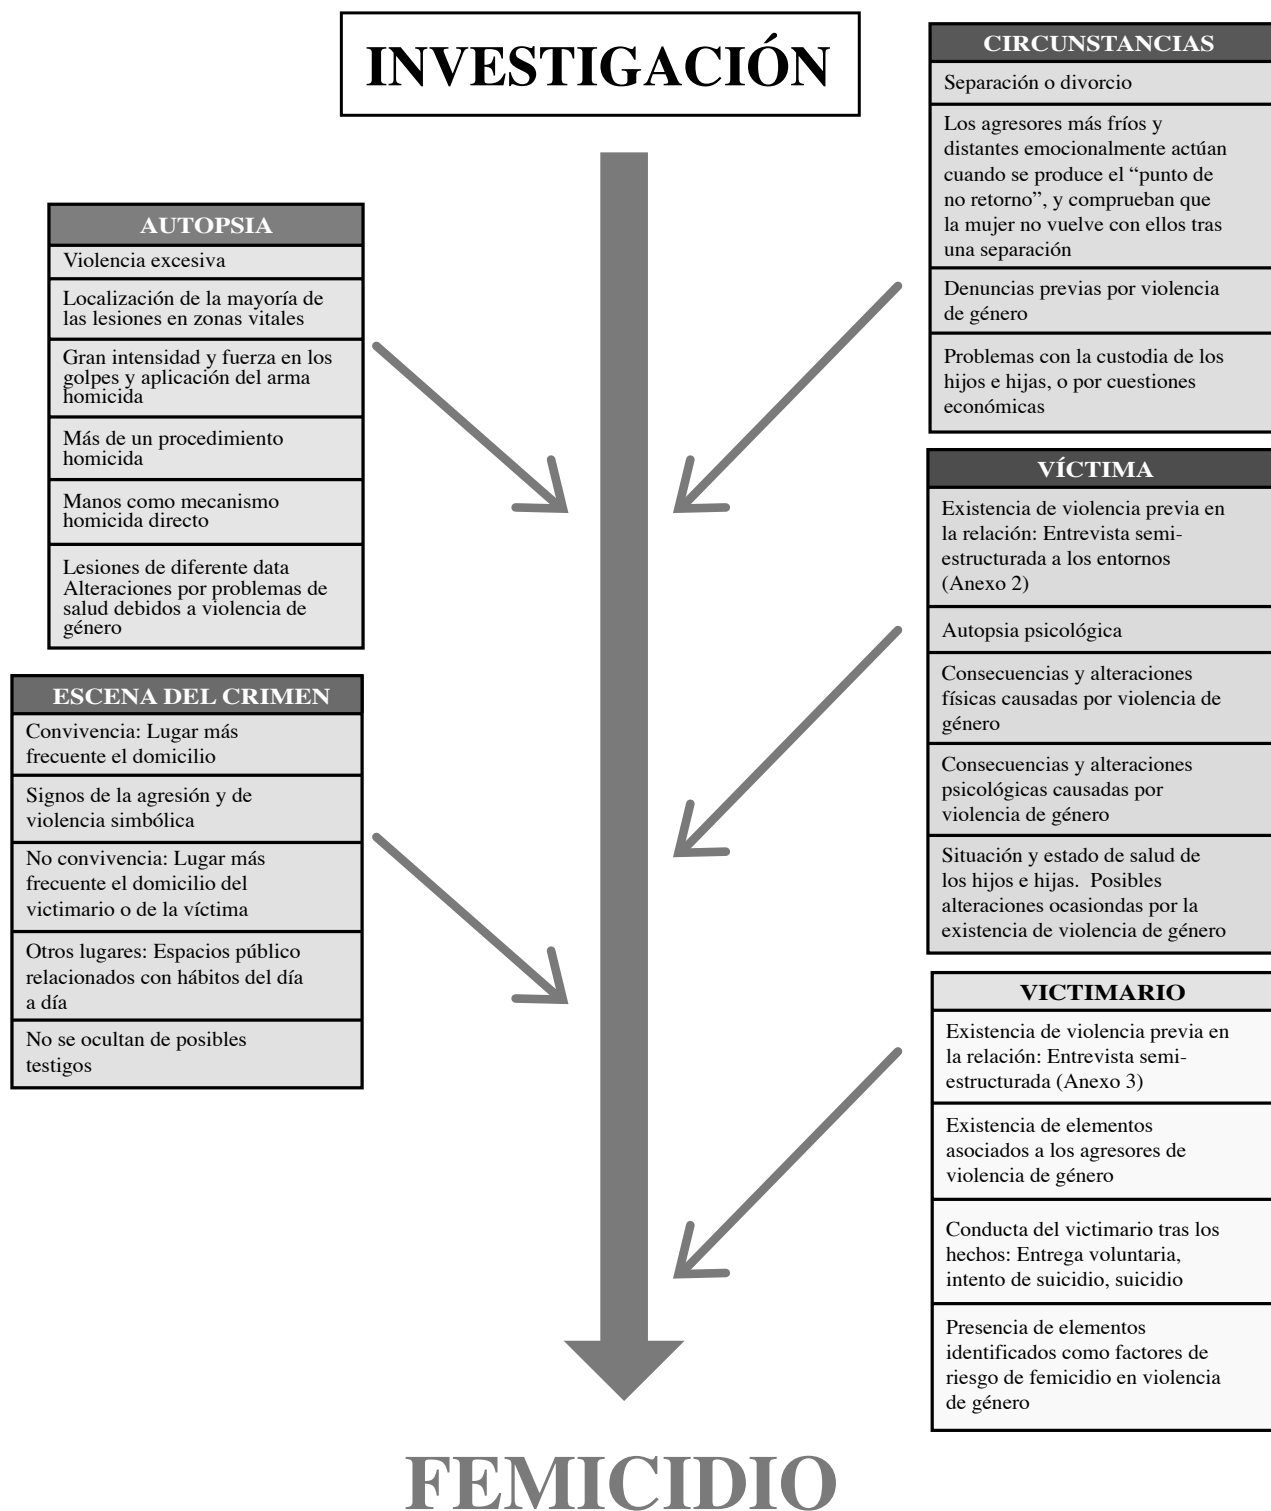 INVESTIGACIÓN
AUTOPSIA
Violencia excesiva
Localización de la mayoría de
las lesiones en zonas vitales
Gran intensidad y fuerza en los
golpes y aplicación del arma
homicida
Más de un procedimiento
homicida
Manos como mecanismo
homicida directo
Lesiones de diferente data
Alteraciones por problemas de
salud debidos a violencia de
género
ESCENA DEL CRIMEN
Convivencia: Lugar más
frecuente el domicilio
Signos de la agresión y de
violencia simbólica
No convivencia: Lugar más
frecuente el domicilio del
victimario o de la víctima
Otros lugares: Espacios público
relacionados con hábitos del día
a día
No se ocultan de posibles
testigos
CIRCUNSTANCIAS
Separación o divorcio
Los agresores más fríos y
distantes emocionalmente actúan
cuando se produce el “punto de
no retorno”, y comprueban que
la mujer no vuelve con ellos tras
una separación
Denuncias previas por violencia
de género
Problemas con la custodia de los
hijos e hijas, o por cuestiones
económicas
VÍCTIMA
Existencia de violencia previa en
la relación: Entrevista semi-
estructurada a los entornos
(Anexo 2)
Autopsia psicológica
Consecuencias y alteraciones
físicas causadas por violencia de
género
Consecuencias y alteraciones
psicológicas causadas por
violencia de género
Situación y estado de salud de
los hijos e hijas.  Posibles
alteraciones ocasiondas por la
existencia de violencia de género
VICTIMARIO
Existencia de violencia previa en
la relación: Entrevista semi-
estructurada (Anexo 3)
Existencia de elementos
asociados a los agresores de
violencia de género
Conducta del victimario tras los
hechos: Entrega voluntaria,
intento de suicidio, suicidio
Presencia de elementos
identificados como factores de
riesgo de femicidio en violencia
de género
FEMICIDIO